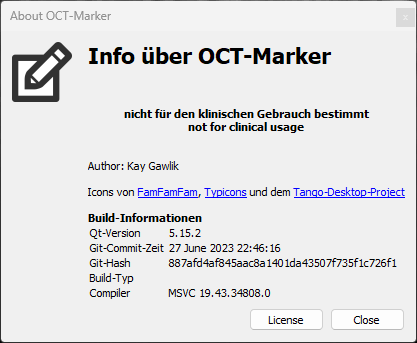 About OCT-Marker
x
Info über OCT-Marker
nicht für den klinischen Gebrauch bestimmt
not for clinical usage
Author: Kay Gawlik
Icons von FamFamFam, Typicons und dem Tango-Desktop-Project
Build-Informationen
Qt-Version 5.15.2
Git-Commit-Zeit 27 June 2023 22:46:16
Git-Hash 887afd4af845aac8a1401da43507f735f1c726f1
Build-Typ
Compiler MSVC 19.43.34808.0
License Close